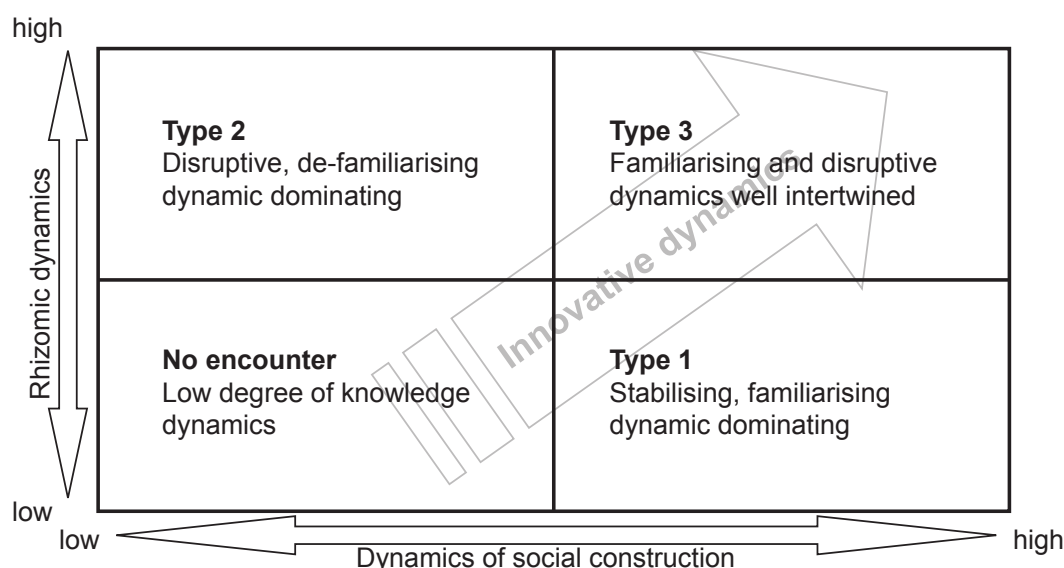 high
Type 2
Disruptive, de-familiarising
dynamic dominating
Type 3
Familiarising and disruptive
dynamics well intertwined
Rhizomic dynamics
Innovative dynamics
No encounter
Low degree of knowledge
dynamics
Type 1
Stabilising, familiarising
dynamic dominating
low
low
high
Dynamics of social construction